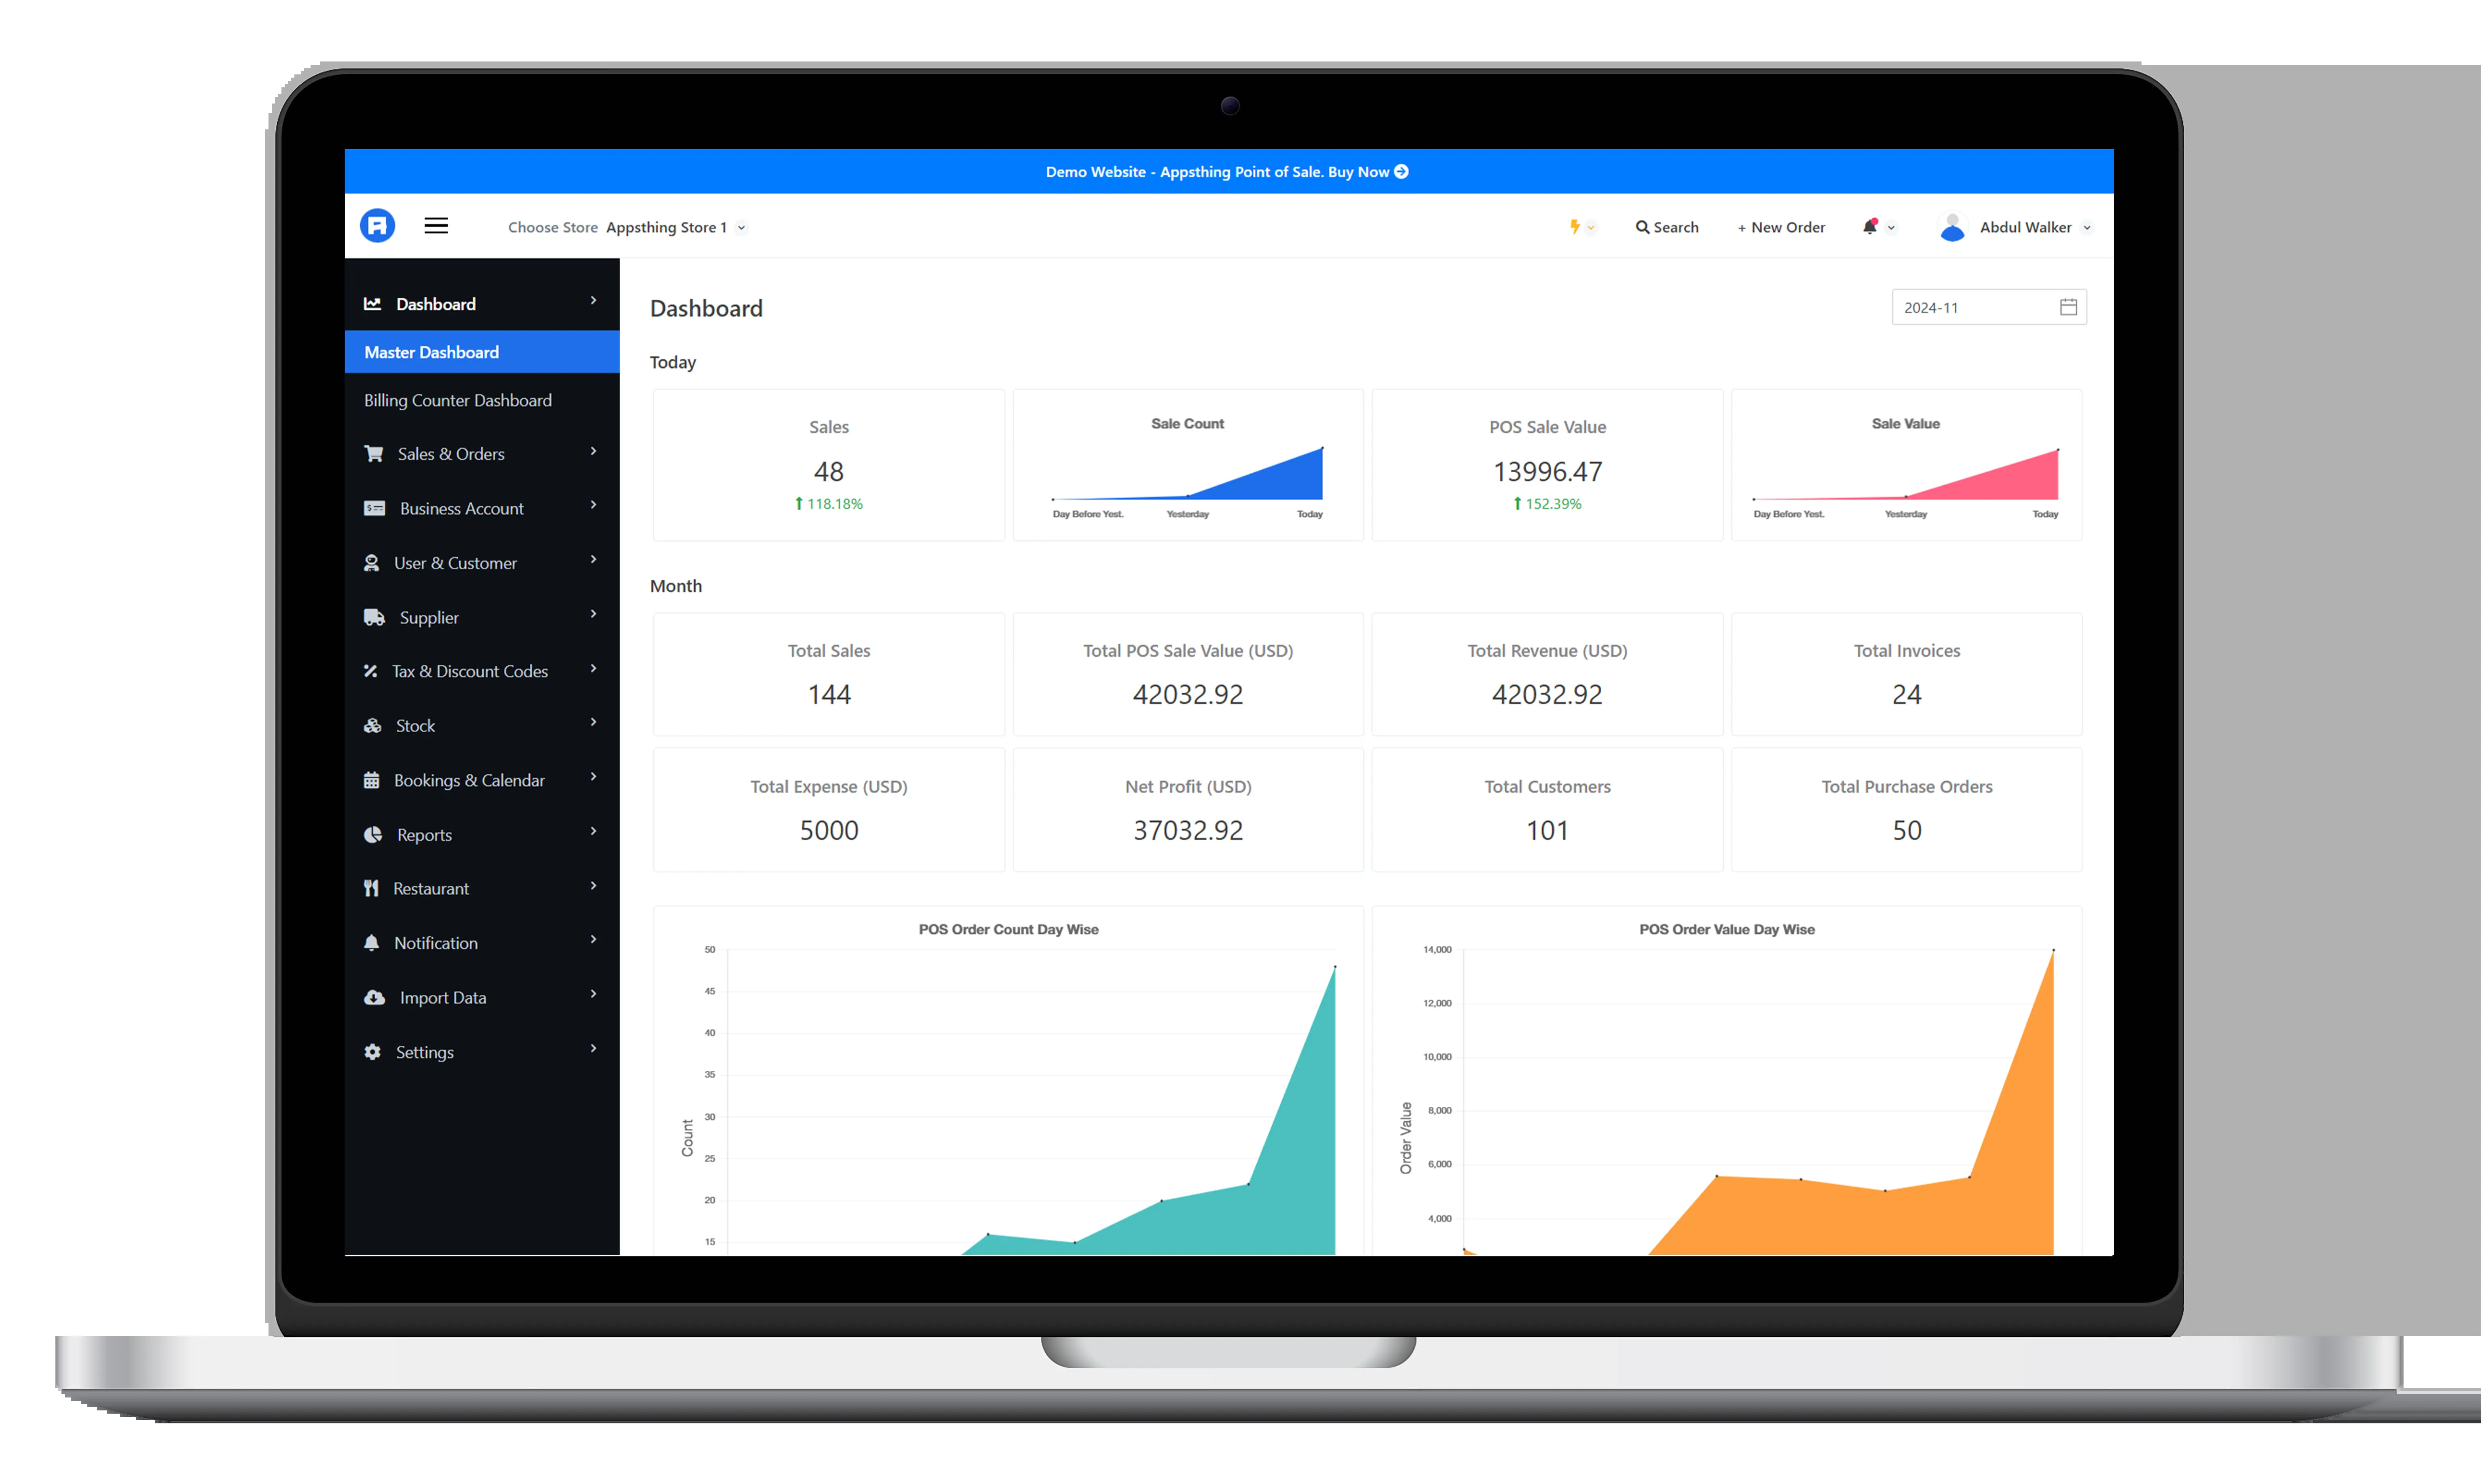 Demo Website - Appsthing Point of Sale. Buy Now
Choose Store Appsthing Store 1
Search
+ New Order
Abdul Walker
Dashboard
Master Dashboard
Billing Counter Dashboard
Sales & Orders
Business Account
User & Customer
Supplier
Tax & Discount Codes
Stock
Bookings & Calendar
Reports
Restaurant
Notification
Import Data
Settings
Dashboard
2024-11
Today
Sales
48
118.18%
Sale Count
Day Before Yest. Yesterday Today
POS Sale Value
13996.47
152.39%
Sale Value
Day Before Yest. Yesterday Today
Month
Total Sales
144
Total POS Sale Value (USD)
42032.92
Total Revenue (USD)
42032.92
Total Invoices
24
Total Expense (USD)
5000
Net Profit (USD)
37032.92
Total Customers
101
Total Purchase Orders
50
POS Order Count Day Wise
50
45
40
35
30
25
20
15
Count
POS Order Value Day Wise
14,000
12,000
10,000
8,000
6,000
4,000
Order Value